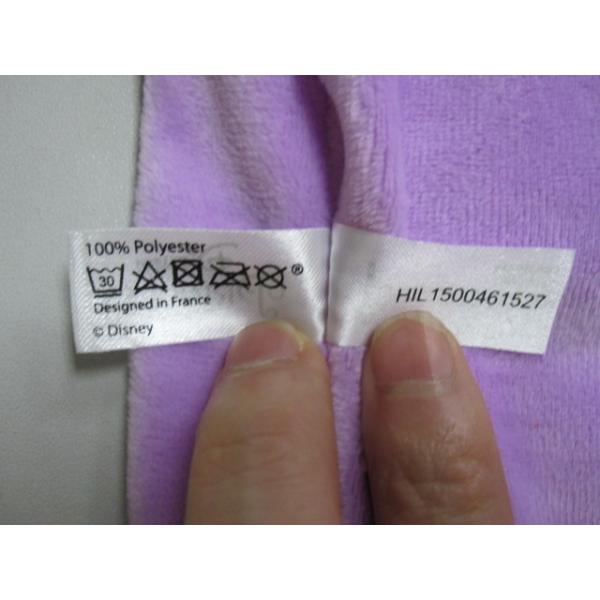 100% Polyester
30
®
Designed in France
© Disney
HIL1500461527